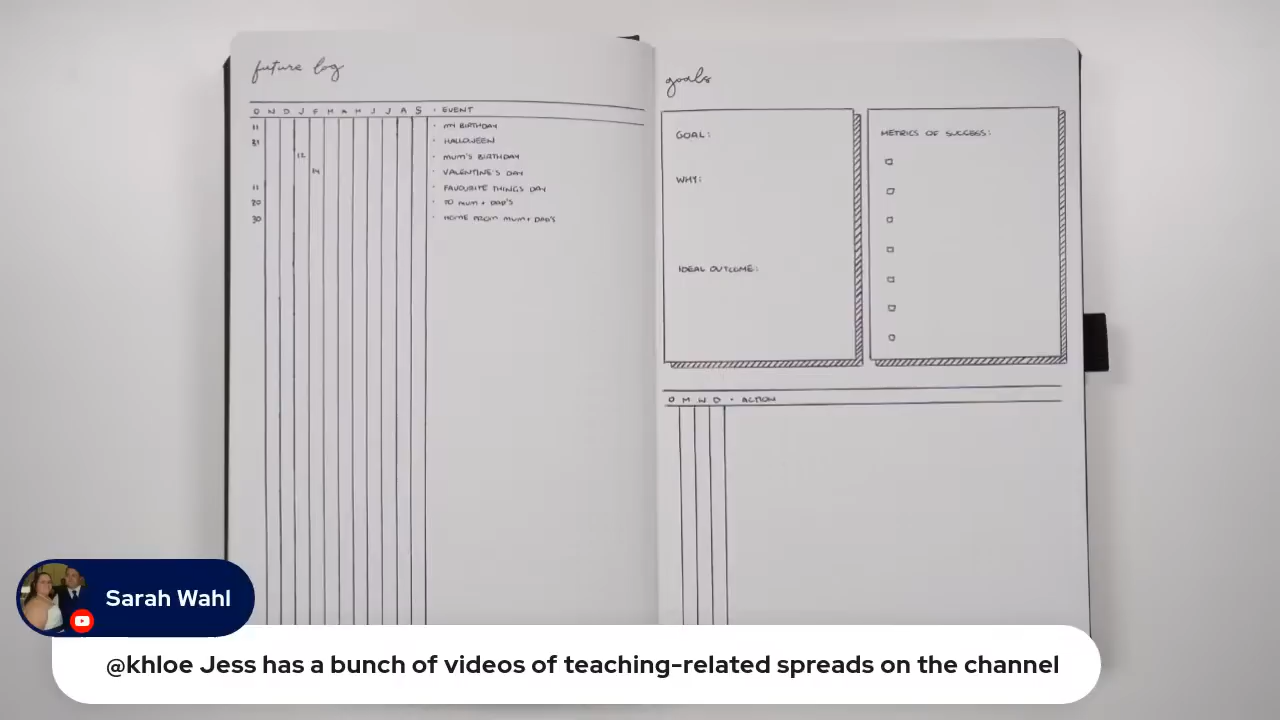 future log
O N D J F M A M J J A S · EVENT
11 · MY BIRTHDAY
31 · HALLOWEEN
12 · MUM'S BIRTHDAY
14 · VALENTINE'S DAY
11 · FAVOURITE THINGS DAY
20 · TO MUM + DAD'S
30 · HOME FROM MUM + DAD'S
goals
GOAL:
WHY:
IDEAL OUTCOME:
METRICS OF SUCCESS:
O M W D · ACTION
Sarah Wahl
@khloe Jess has a bunch of videos of teaching-related spreads on the channel